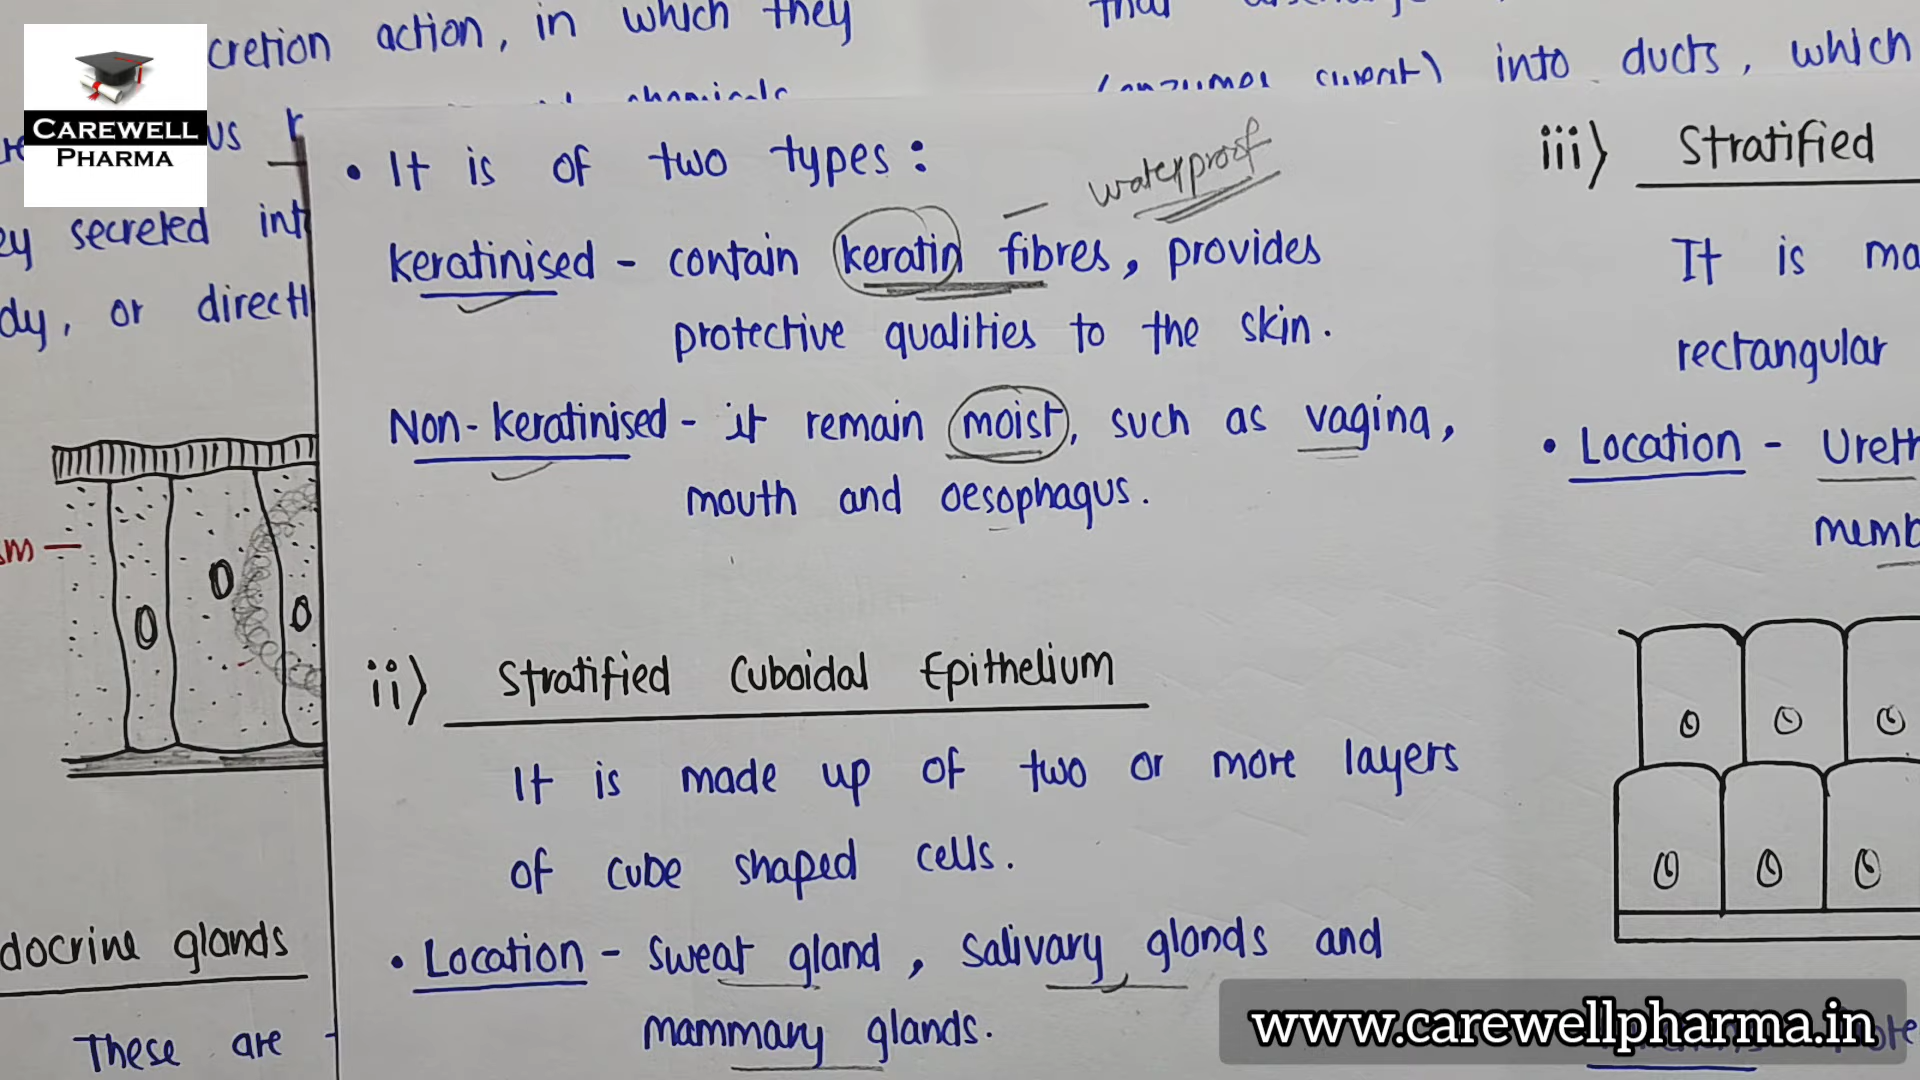 cretion action, in which they
into ducts, which
CAREWELL
PHARMA
us
ey secreted int
dy, or directl
docrine glands
These are
• It is of two types :
waterproof
Keratinised - contain keratin fibres, provides
protective qualities to the skin.
Non-Keratinised - it remain moist, such as vagina,
mouth and oesophagus.
ii) Stratified Cuboidal Epithelium
It is made up of two or more layers
of cube shaped cells.
• Location - Sweat gland, Salivary glands and
mammary glands.
iii) Stratified
It is ma
rectangular
• Location - Ureth
memb
www.carewellpharma.in